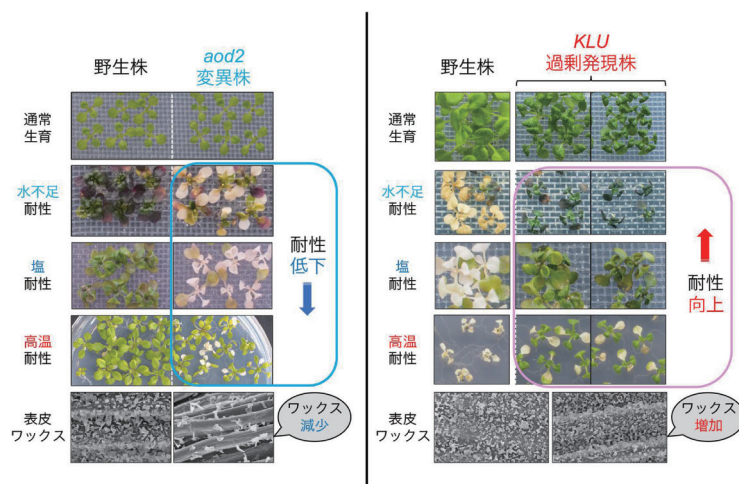 野生株
aod2
変異株
通常
生育
水不足
耐性
塩
耐性
高温
耐性
表皮
ワックス
耐性
低下
ワックス
減少
野生株
KLU
過剰発現株
通常
生育
水不足
耐性
塩
耐性
高温
耐性
表皮
ワックス
耐性
向上
ワックス
増加